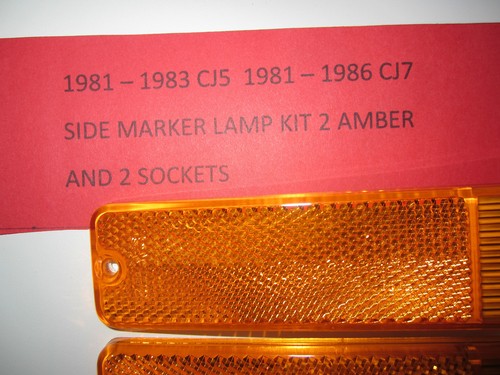 1981 – 1983 CJ5  1981 – 1986 CJ7
SIDE MARKER LAMP KIT 2 AMBER
AND 2 SOCKETS